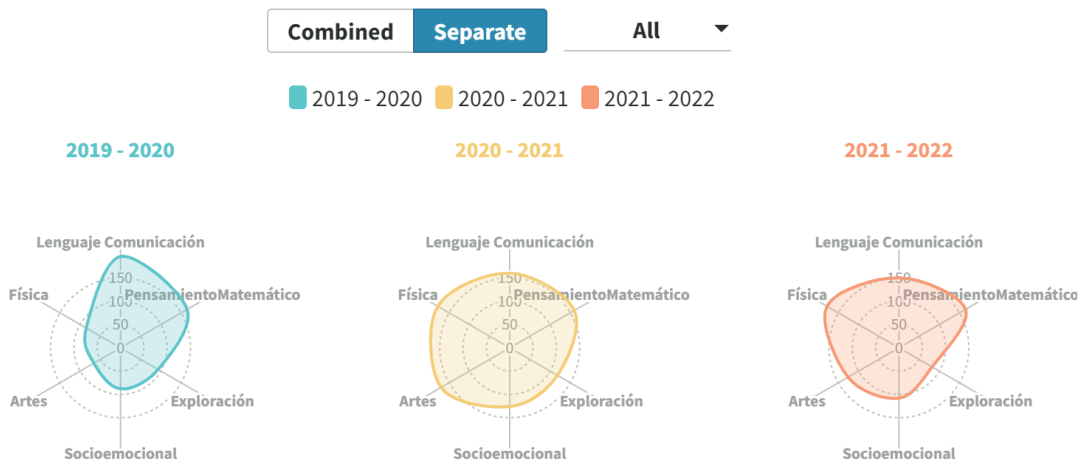 Combined Separate All
2019 - 2020 2020 - 2021 2021 - 2022
2019 - 2020
Lenguaje Comunicación
150
Física PensamientoMatemático
100
50
0
Artes Exploración
Socioemocional
2020 - 2021
Lenguaje Comunicación
150
Física PensamientoMatemático
100
50
0
Artes Exploración
Socioemocional
2021 - 2022
Lenguaje Comunicación
150
Física PensamientoMatemático
100
50
0
Artes Exploración
Socioemocional